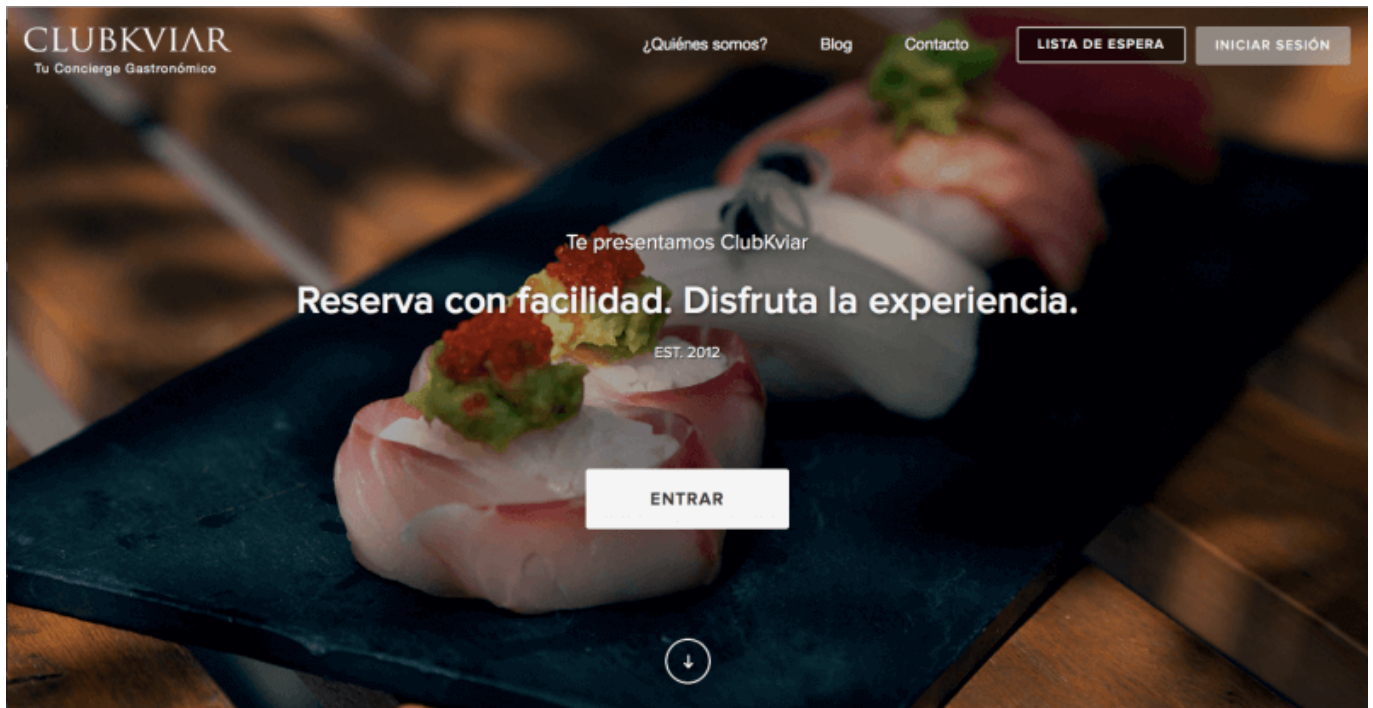 CLUBKVIAR
Tu Concierge Gastronómico
¿Quiénes somos?
Blog
Contacto
LISTA DE ESPERA
INICIAR SESIÓN
Te presentamos ClubKviar
Reserva con facilidad. Disfruta la experiencia.
EST. 2012
ENTRAR